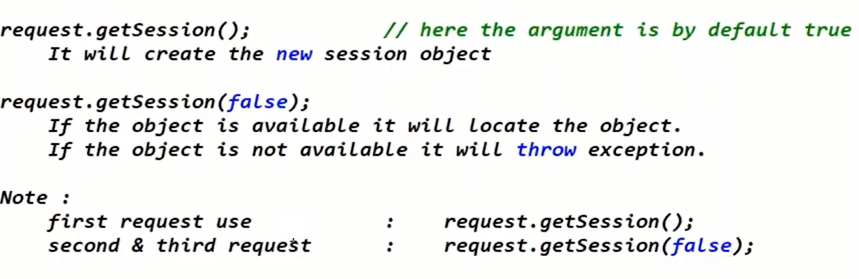 request.getSession(); // here the argument is by default true
It will create the new session object
request.getSession(false);
If the object is available it will locate the object.
If the object is not available it will throw exception.
Note :
first request use : request.getSession();
second & third request : request.getSession(false);